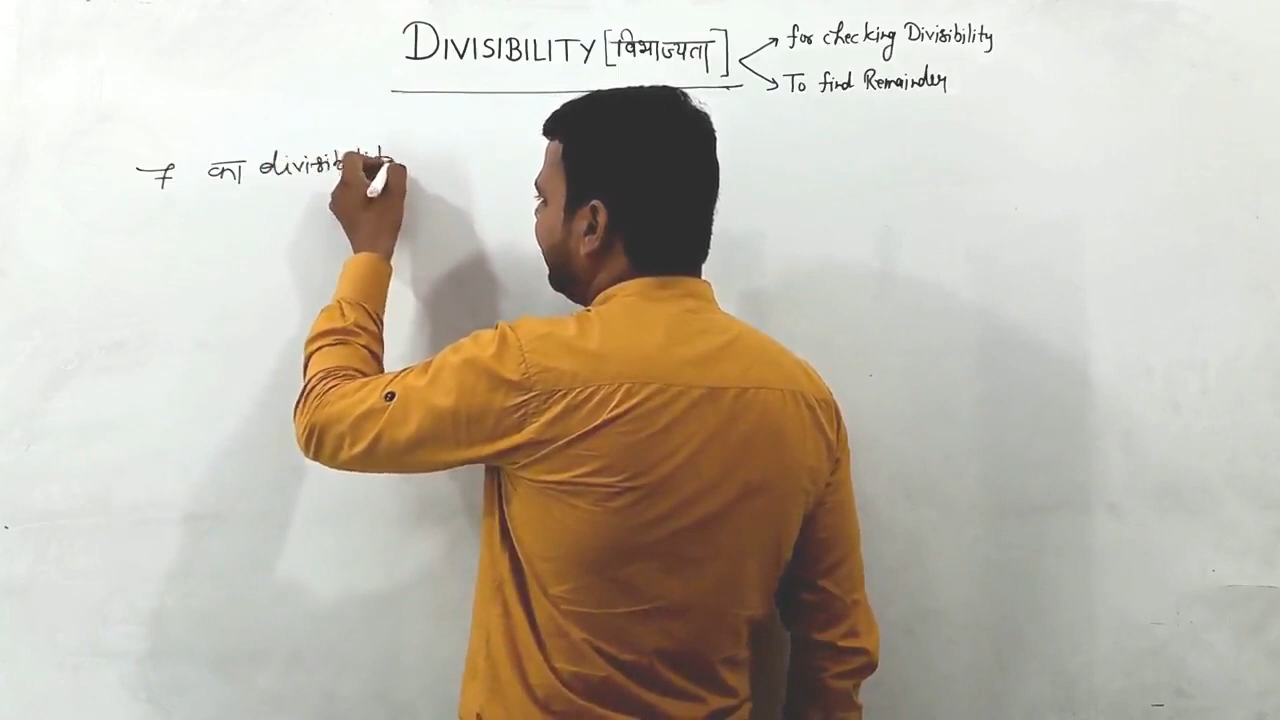 DIVISIBILITY [विभाज्यता]
for checking Divisibility
To find Remainder
7 का